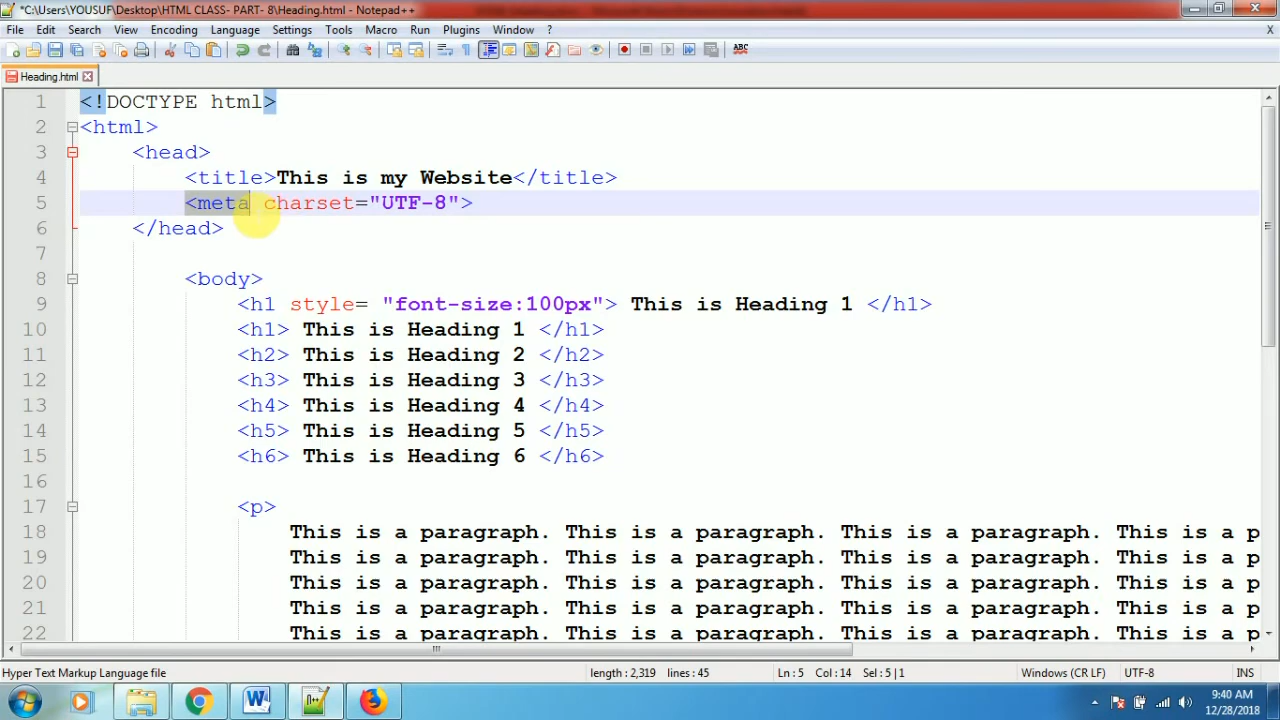 *C:\Users\YOUSUF\Desktop\HTML CLASS- PART- 8\Heading.html - Notepad++
File Edit Search View Encoding Language Settings Tools Macro Run Plugins Window ? X
ABC
Heading.html
1 <!DOCTYPE html>
2 <html>
3 <head>
4 <title>This is my Website</title>
5 <meta charset="UTF-8">
6 </head>
7
8 <body>
9 <h1 style= "font-size:100px"> This is Heading 1 </h1>
10 <h1> This is Heading 1 </h1>
11 <h2> This is Heading 2 </h2>
12 <h3> This is Heading 3 </h3>
13 <h4> This is Heading 4 </h4>
14 <h5> This is Heading 5 </h5>
15 <h6> This is Heading 6 </h6>
16
17 <p>
18 This is a paragraph. This is a paragraph. This is a paragraph. This is a p
19 This is a paragraph. This is a paragraph. This is a paragraph. This is a p
20 This is a paragraph. This is a paragraph. This is a paragraph. This is a p
21 This is a paragraph. This is a paragraph. This is a paragraph. This is a p
22 This is a paragraph. This is a paragraph. This is a paragraph. This is a p
Hyper Text Markup Language file length : 2,319 lines : 45 Ln : 5 Col : 14 Sel : 5 | 1 Windows (CR LF) UTF-8 INS
9:40 AM
12/28/2018